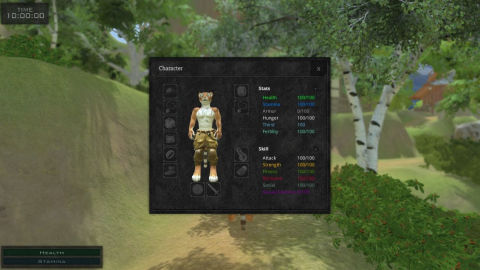 TIME
10:00:00
Character
X
Stats
Health 100/100
Stamina 100/100
Armor 0/100
Hunger 100/100
Thirst 100
Fertility 100/100
Skill
Attack 100/100
Strength 100/100
Fitness 100/100
100/100
Social 100/100
HEALTH
STAMINA